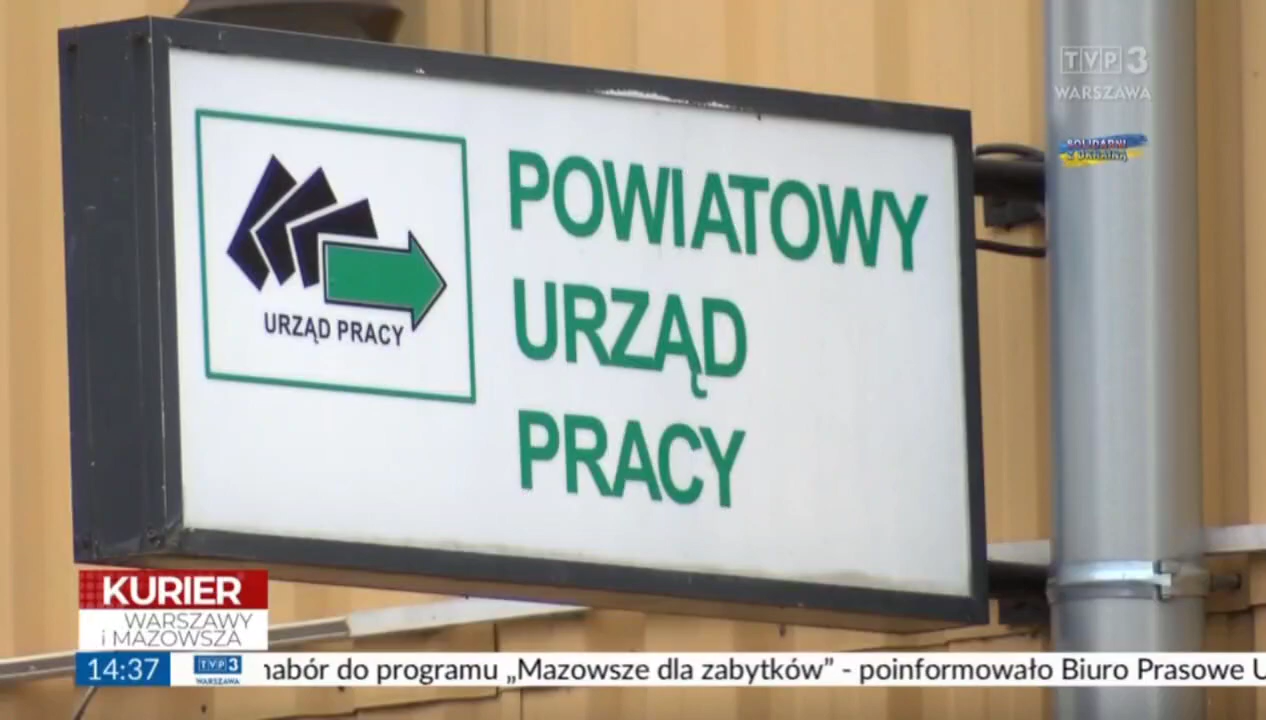 TVP 3
WARSZAWA
SOLIDARNI
Z UKRAINĄ
POWIATOWY
URZĄD
PRACY
URZĄD PRACY
KURIER
WARSZAWY
i MAZOWSZA
14:37
TVP 3
WARSZAWA
nabór do programu „Mazowsze dla zabytków” - poinformowało Biuro Prasowe U